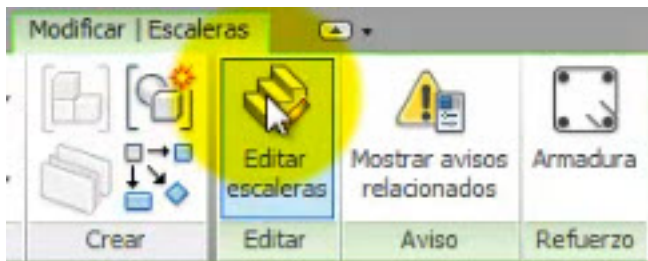 Modificar | Escaleras
Editar
escaleras
Mostrar avisos
relacionados
Armadura
Crear
Editar
Aviso
Refuerzo